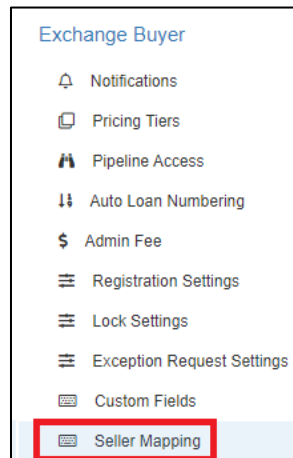 Exchange Buyer
Notifications
Pricing Tiers
Pipeline Access
Auto Loan Numbering
$ Admin Fee
Registration Settings
Lock Settings
Exception Request Settings
Custom Fields
Seller Mapping